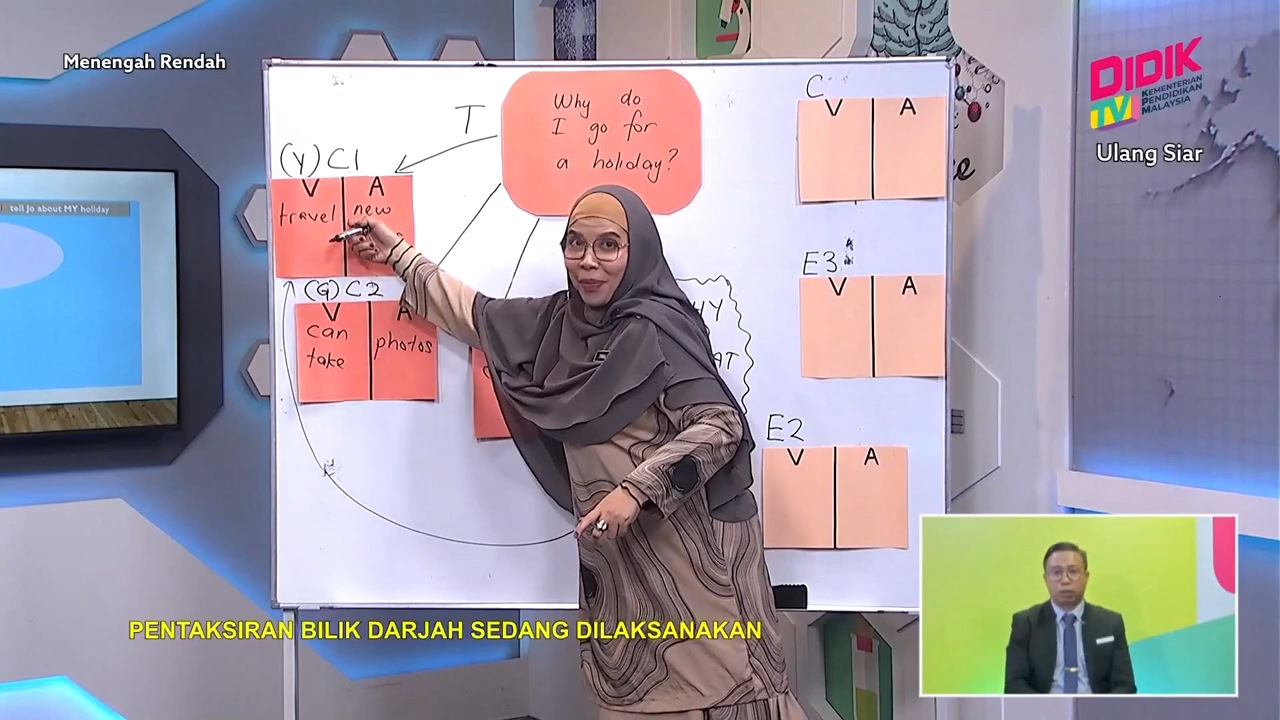 Menengah Rendah
DIDIK
TV
KEMENTERIAN
PENDIDIKAN
MALAYSIA
Ulang Siar
tell Jo about MY holiday
Why do
I go for
a holiday?
T
(Y) C1
V A
travel new
(G) C2
V A
can
take
photos
C
V A
E3
V A
E2
V A
PENTAKSIRAN BILIK DARJAH SEDANG DILAKSANAKAN